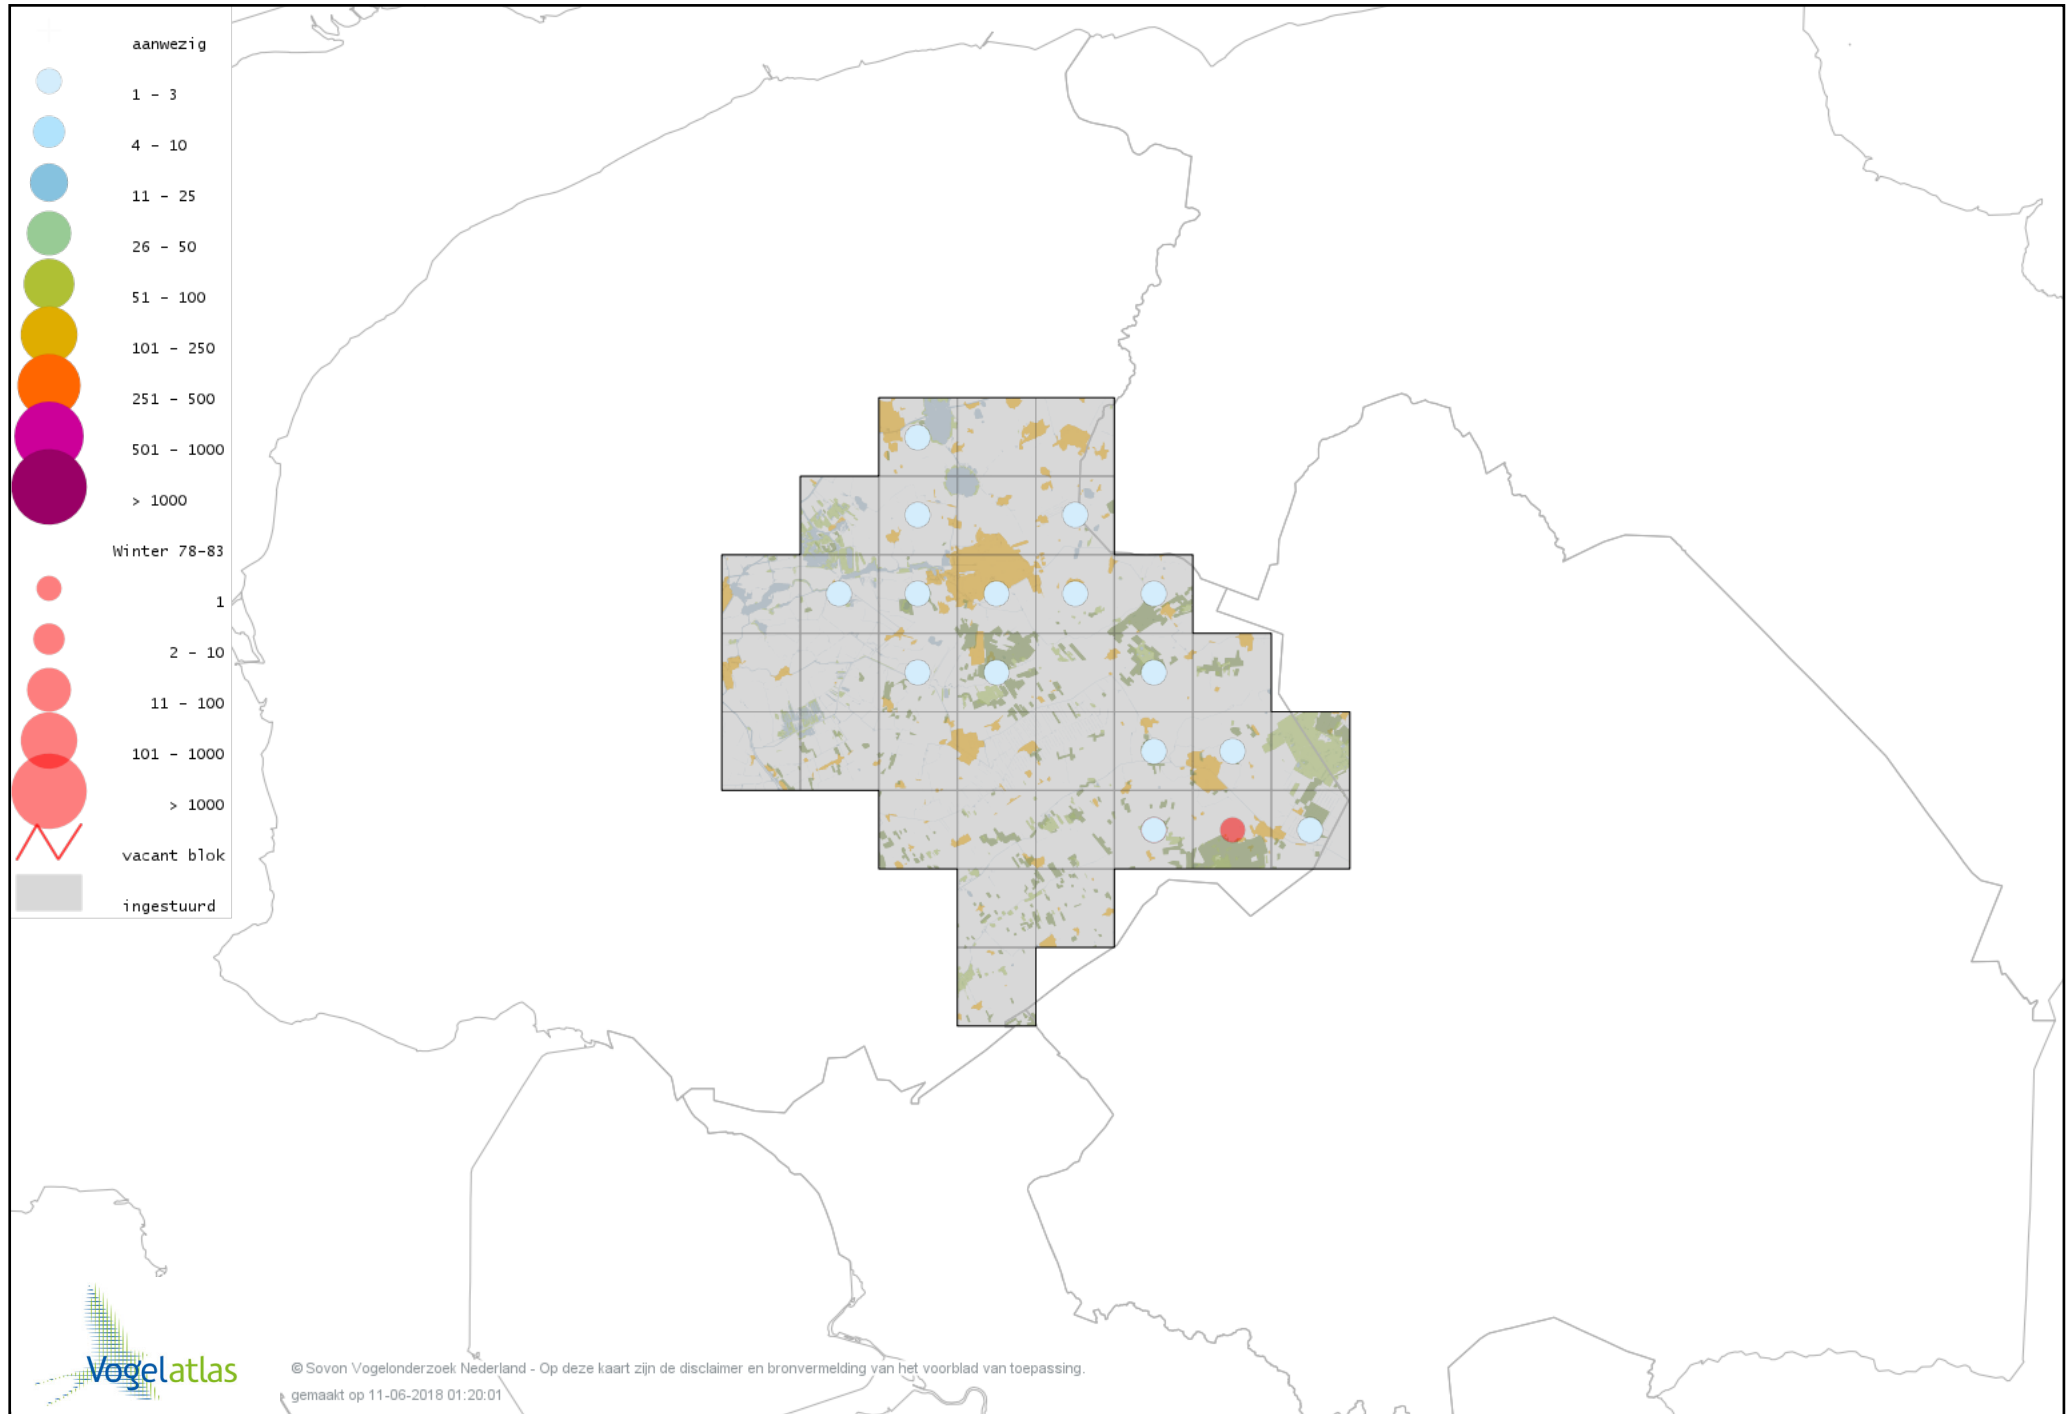 aanwezig
1 - 3
4 - 10
11 - 25
26 - 50
51 - 100
101 - 250
251 - 500
501 - 1000
> 1000
Winter 78-83
1
2 - 10
11 - 100
101 - 1000
> 1000
vacant blok
ingestuurd
Vogelatlas
© Sovon Vogelonderzoek Nederland - Op deze kaart zijn de disclaimer en bronvermelding van het voorblad van toepassing.
gemaakt op 11-06-2018 01:20:01